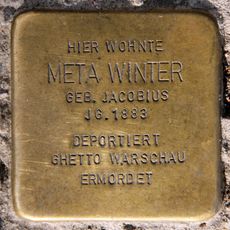 HIER WOHNTE
META WINTER
GEB. JACOBIUS
JG. 1883
DEPORTIERT
GHETTO WARSCHAU
ERMORDET